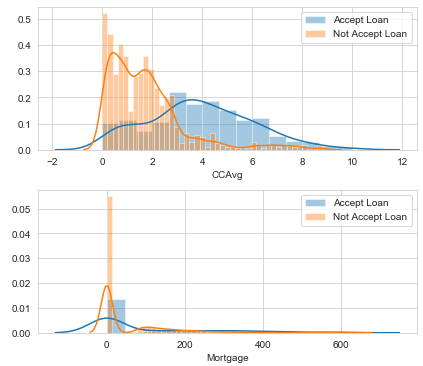 0.5
0.4
0.3
0.2
0.1
0.0
Accept Loan
Not Accept Loan
−2 0 2 4 6 8 10 12
CCAvg
0.05
0.04
0.03
0.02
0.01
0.00
Accept Loan
Not Accept Loan
0 200 400 600
Mortgage